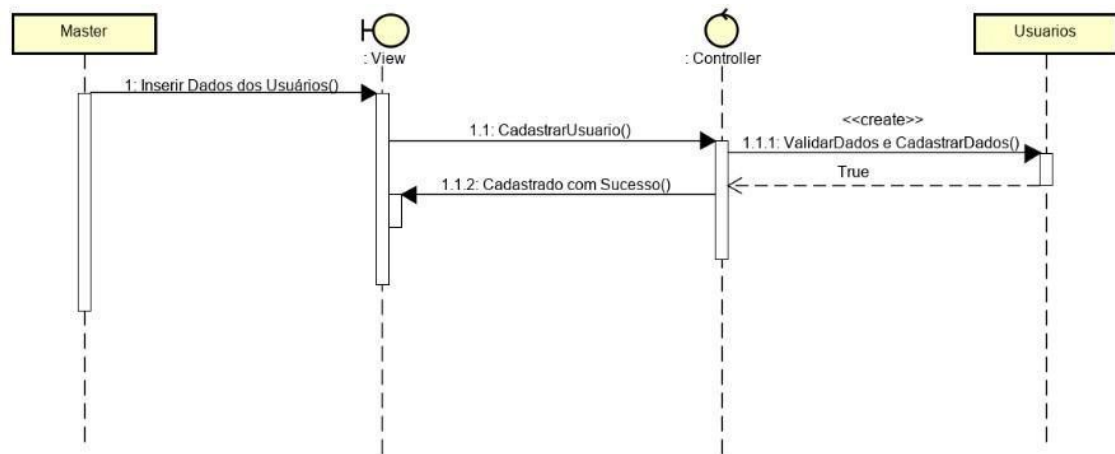 Master
: View
: Controller
Usuarios
1: Inserir Dados dos Usuários()
1.1: CadastrarUsuario()
<<create>>
1.1.1: ValidarDados e CadastrarDados()
True
1.1.2: Cadastrado com Sucesso()